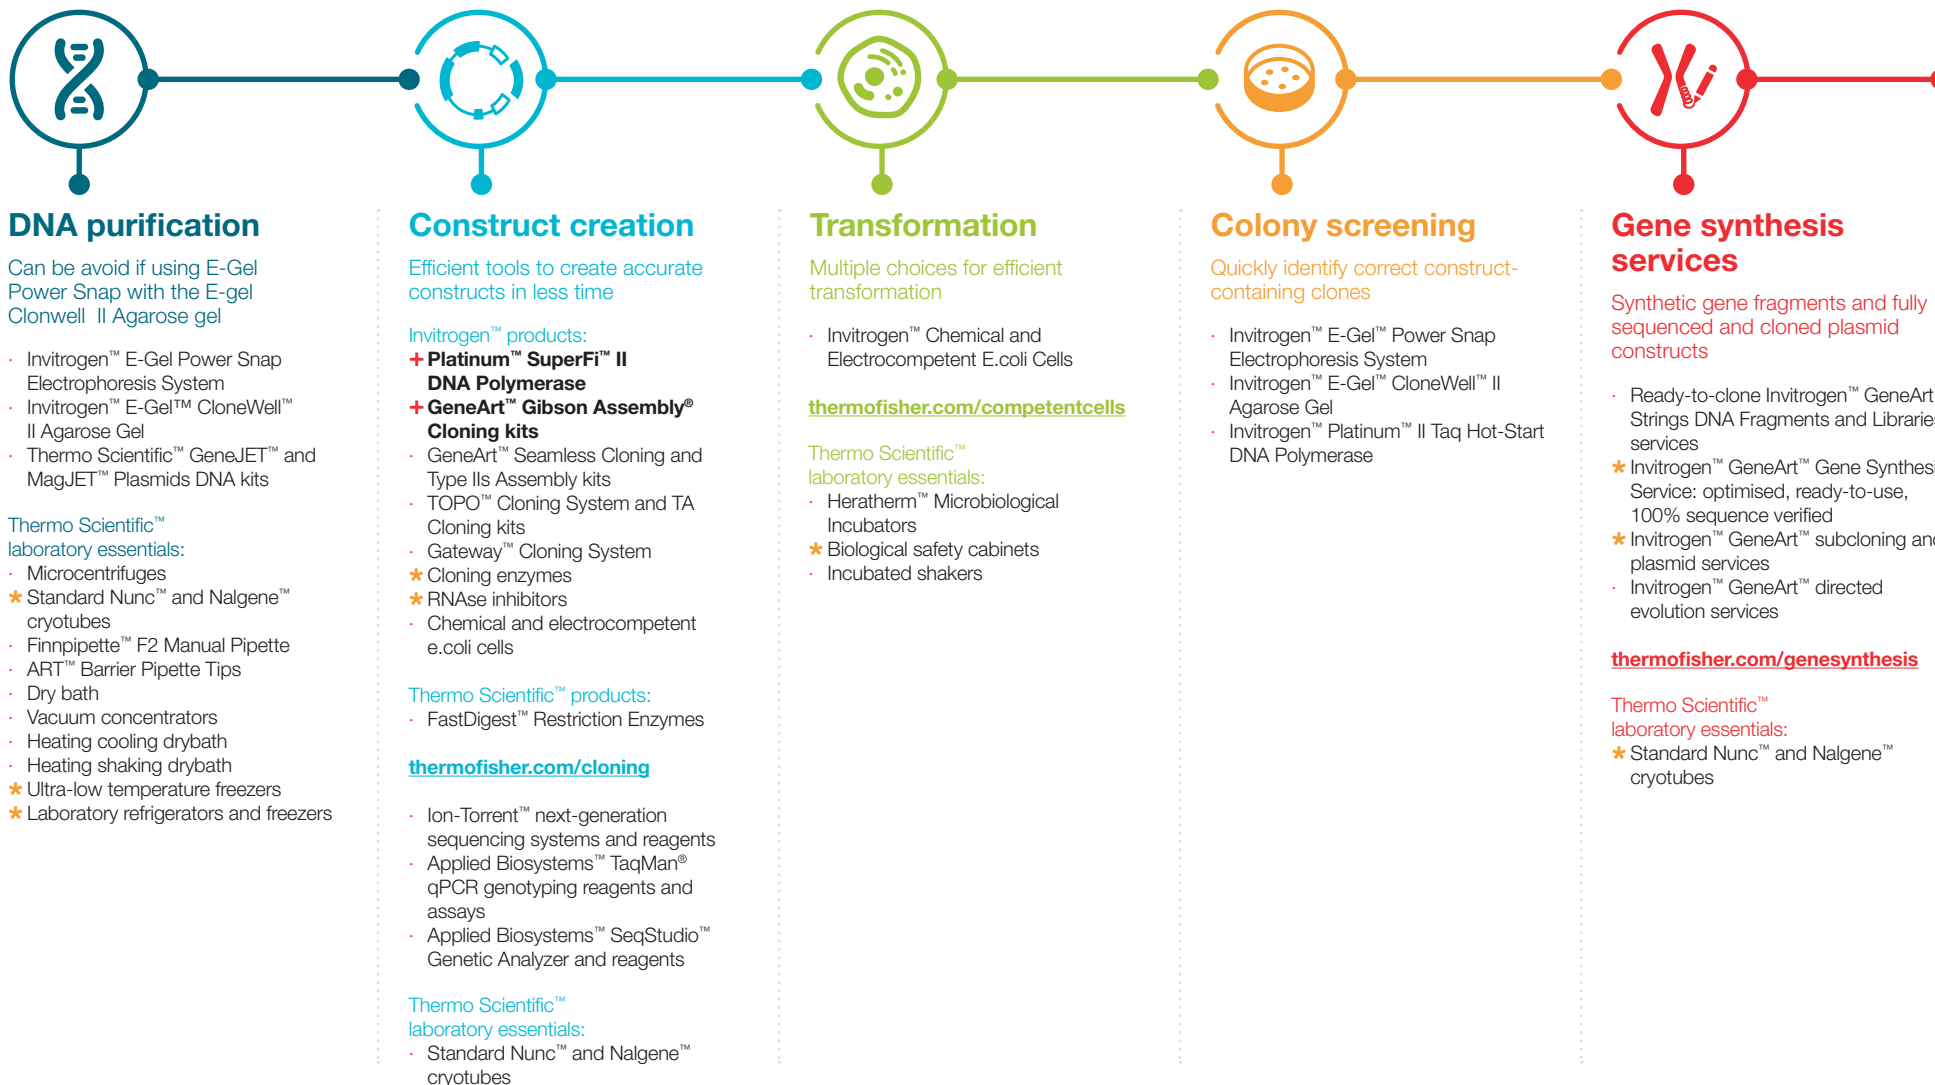 DNA purification
Can be avoid if using E-Gel
Power Snap with the E-gel
Clonwell  II Agarose gel
· Invitrogen™ E-Gel Power Snap
Electrophoresis System
· Invitrogen™ E-Gel™ CloneWell™
II Agarose Gel
· Thermo Scientific™ GeneJET™ and
MagJET™ Plasmids DNA kits
Thermo Scientific™
laboratory essentials:
· Microcentrifuges
* Standard Nunc™ and Nalgene™
cryotubes
· Finnpipette™ F2 Manual Pipette
· ART™ Barrier Pipette Tips
· Dry bath
· Vacuum concentrators
· Heating cooling drybath
· Heating shaking drybath
* Ultra-low temperature freezers
* Laboratory refrigerators and freezers
Construct creation
Efficient tools to create accurate
constructs in less time
Invitrogen™ products:
+ Platinum™ SuperFi™ II
DNA Polymerase
+ GeneArt™ Gibson Assembly®
Cloning kits
· GeneArt™ Seamless Cloning and
Type IIs Assembly kits
· TOPO™ Cloning System and TA
Cloning kits
· Gateway™ Cloning System
* Cloning enzymes
* RNAse inhibitors
· Chemical and electrocompetent
e.coli cells
Thermo Scientific™ products:
· FastDigest™ Restriction Enzymes
thermofisher.com/cloning
· Ion-Torrent™ next-generation
sequencing systems and reagents
· Applied Biosystems™ TaqMan®
qPCR genotyping reagents and
assays
· Applied Biosystems™ SeqStudio™
Genetic Analyzer and reagents
Thermo Scientific™
laboratory essentials:
· Standard Nunc™ and Nalgene™
cryotubes
Transformation
Multiple choices for efficient
transformation
· Invitrogen™ Chemical and
Electrocompetent E.coli Cells
thermofisher.com/competentcells
Thermo Scientific™
laboratory essentials:
· Heratherm™ Microbiological
Incubators
* Biological safety cabinets
· Incubated shakers
Colony screening
Quickly identify correct construct-
containing clones
· Invitrogen™ E-Gel™ Power Snap
Electrophoresis System
· Invitrogen™ E-Gel™ CloneWell™ II
Agarose Gel
· Invitrogen™ Platinum™ II Taq Hot-Start
DNA Polymerase
Gene synthesis
services
Synthetic gene fragments and fully
sequenced and cloned plasmid
constructs
· Ready-to-clone Invitrogen™ GeneArt
Strings DNA Fragments and Libraries
services
* Invitrogen™ GeneArt™ Gene Synthesi
Service: optimised, ready-to-use,
100% sequence verified
* Invitrogen™ GeneArt™ subcloning and
plasmid services
· Invitrogen™ GeneArt™ directed
evolution services
thermofisher.com/genesynthesis
Thermo Scientific™
laboratory essentials:
* Standard Nunc™ and Nalgene™
cryotubes